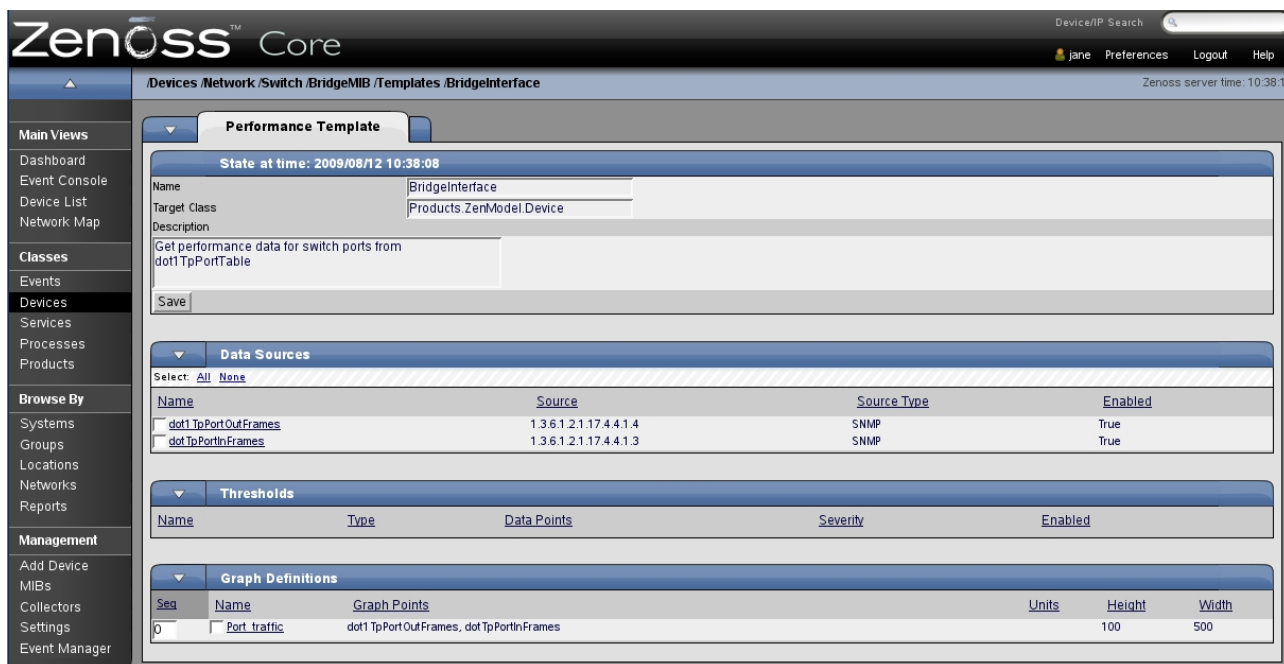 Zenoss™ Core
Device/IP Search
jane Preferences Logout Help
/Devices /Network /Switch /BridgeMIB /Templates /BridgeInterface
Zenoss server time: 10:38:1
Main Views
Dashboard
Event Console
Device List
Network Map
Classes
Events
Devices
Services
Processes
Products
Browse By
Systems
Groups
Locations
Networks
Reports
Management
Add Device
MIBs
Collectors
Settings
Event Manager
Performance Template
State at time: 2009/08/12 10:38:08
Name BridgeInterface
Target Class Products.ZenModel.Device
Description
Get performance data for switch ports from
dot1TpPortTable
Save
Data Sources
Select: All None
Name Source Source Type Enabled
dot1TpPortOutFrames 1.3.6.1.2.1.17.4.4.1.4 SNMP True
dotTpPortInFrames 1.3.6.1.2.1.17.4.4.1.3 SNMP True
Thresholds
Name Type Data Points Severity Enabled
Graph Definitions
Seq Name Graph Points Units Height Width
0 Port traffic dot1TpPortOutFrames, dotTpPortInFrames 100 500